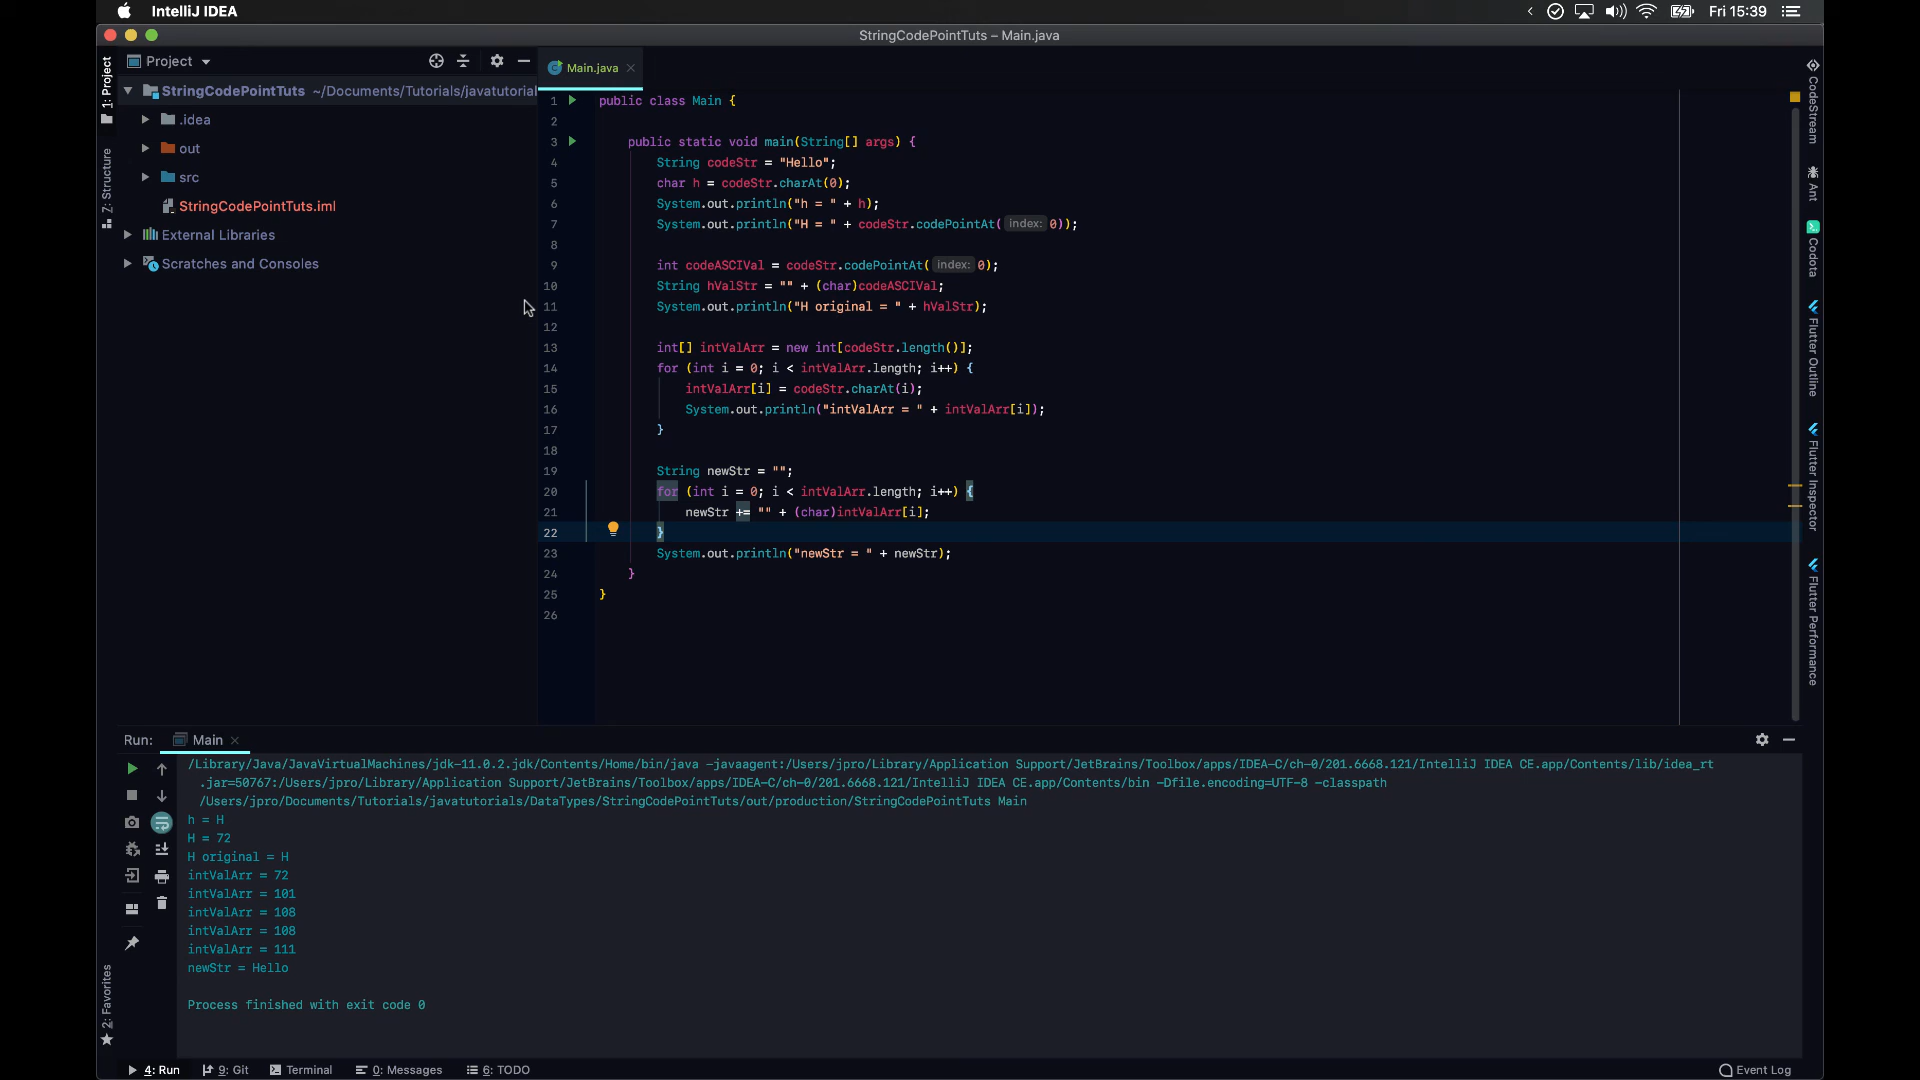 IntelliJ IDEA
Fri 15:39
StringCodePointTuts – Main.java
1: Project
Project
Main.java
StringCodePointTuts ~/Documents/Tutorials/javatutorial
.idea
out
src
StringCodePointTuts.iml
External Libraries
Scratches and Consoles
Z: Structure
2: Favorites
1 public class Main {
2
3 public static void main(String[] args) {
4 String codeStr = "Hello";
5 char h = codeStr.charAt(0);
6 System.out.println("h = " + h);
7 System.out.println("H = " + codeStr.codePointAt( index: 0));
8
9 int codeASCIVal = codeStr.codePointAt( index: 0);
10 String hValStr = "" + (char)codeASCIVal;
11 System.out.println("H original = " + hValStr);
12
13 int[] intValArr = new int[codeStr.length()];
14 for (int i = 0; i < intValArr.length; i++) {
15 intValArr[i] = codeStr.charAt(i);
16 System.out.println("intValArr = " + intValArr[i]);
17 }
18
19 String newStr = "";
20 for (int i = 0; i < intValArr.length; i++) {
21 newStr += "" + (char)intValArr[i];
22 }
23 System.out.println("newStr = " + newStr);
24 }
25 }
26
CodeStream
Ant
Codota
Flutter Outline
Flutter Inspector
Flutter Performance
Run: Main
/Library/Java/JavaVirtualMachines/jdk-11.0.2.jdk/Contents/Home/bin/java -javaagent:/Users/jpro/Library/Application Support/JetBrains/Toolbox/apps/IDEA-C/ch-0/201.6668.121/IntelliJ IDEA CE.app/Contents/lib/idea_rt
.jar=50767:/Users/jpro/Library/Application Support/JetBrains/Toolbox/apps/IDEA-C/ch-0/201.6668.121/IntelliJ IDEA CE.app/Contents/bin -Dfile.encoding=UTF-8 -classpath
/Users/jpro/Documents/Tutorials/javatutorials/DataTypes/StringCodePointTuts/out/production/StringCodePointTuts Main
h = H
H = 72
H original = H
intValArr = 72
intValArr = 101
intValArr = 108
intValArr = 108
intValArr = 111
newStr = Hello
Process finished with exit code 0
4: Run
9: Git
Terminal
0: Messages
6: TODO
Event Log